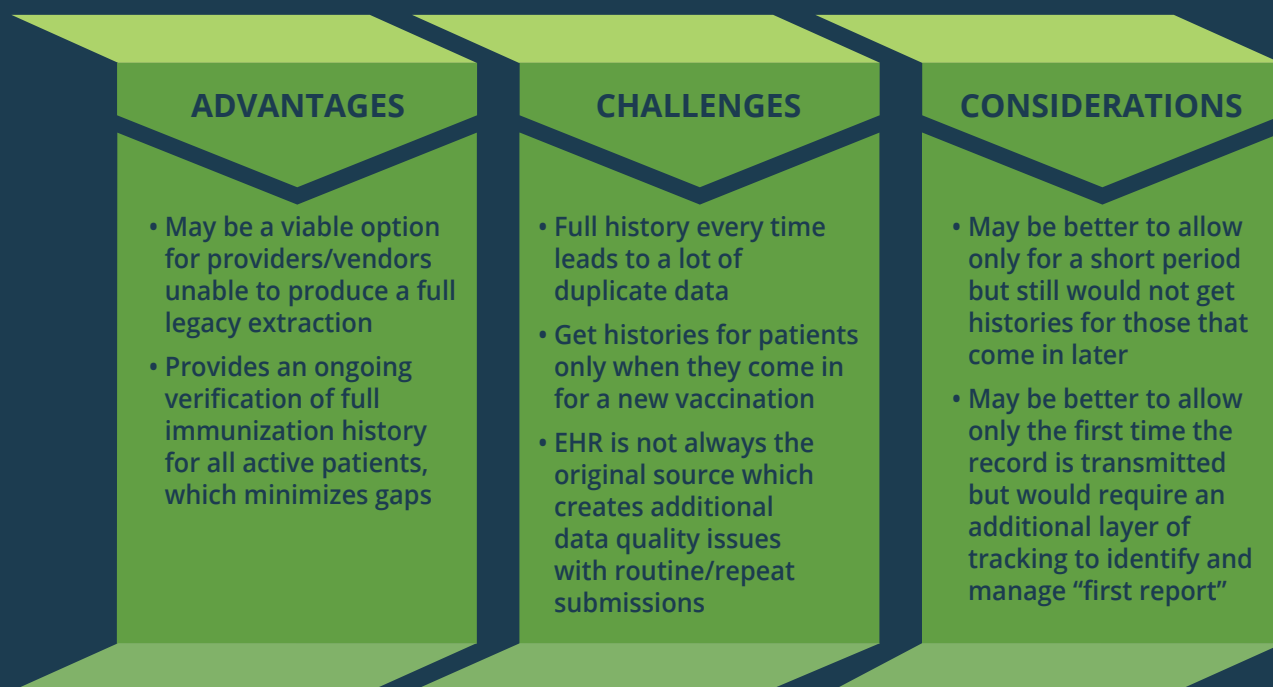 ADVANTAGES
• May be a viable option
for providers/vendors
unable to produce a full
legacy extraction
• Provides an ongoing
verification of full
immunization history
for all active patients,
which minimizes gaps
CHALLENGES
• Full history every time
leads to a lot of
duplicate data
• Get histories for patients
only when they come in
for a new vaccination
• EHR is not always the
original source which
creates additional
data quality issues
with routine/repeat
submissions
CONSIDERATIONS
• May be better to allow
only for a short period
but still would not get
histories for those that
come in later
• May be better to allow
only the first time the
record is transmitted
but would require an
additional layer of
tracking to identify and
manage “first report”